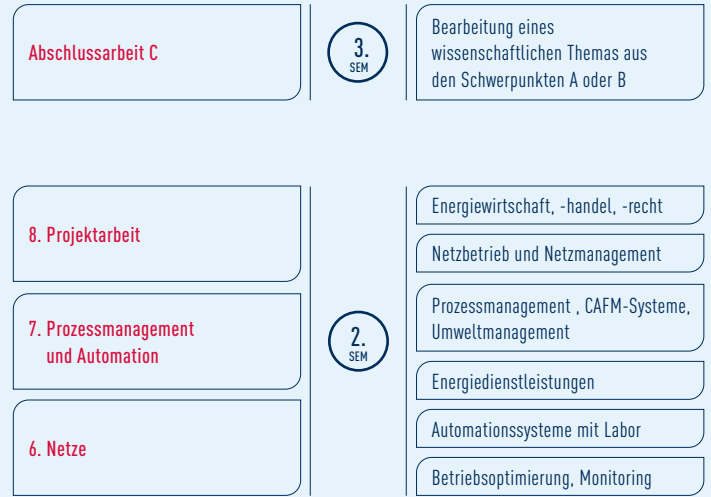 Abschlussarbeit C
3.
SEM
Bearbeitung eines
wissenschaftlichen Themas aus
den Schwerpunkten A oder B
8. Projektarbeit
7. Prozessmanagement
und Automation
6. Netze
2.
SEM
Energiewirtschaft, -handel, -recht
Netzbetrieb und Netzmanagement
Prozessmanagement , CAFM-Systeme,
Umweltmanagement
Energiedienstleistungen
Automationssysteme mit Labor
Betriebsoptimierung, Monitoring